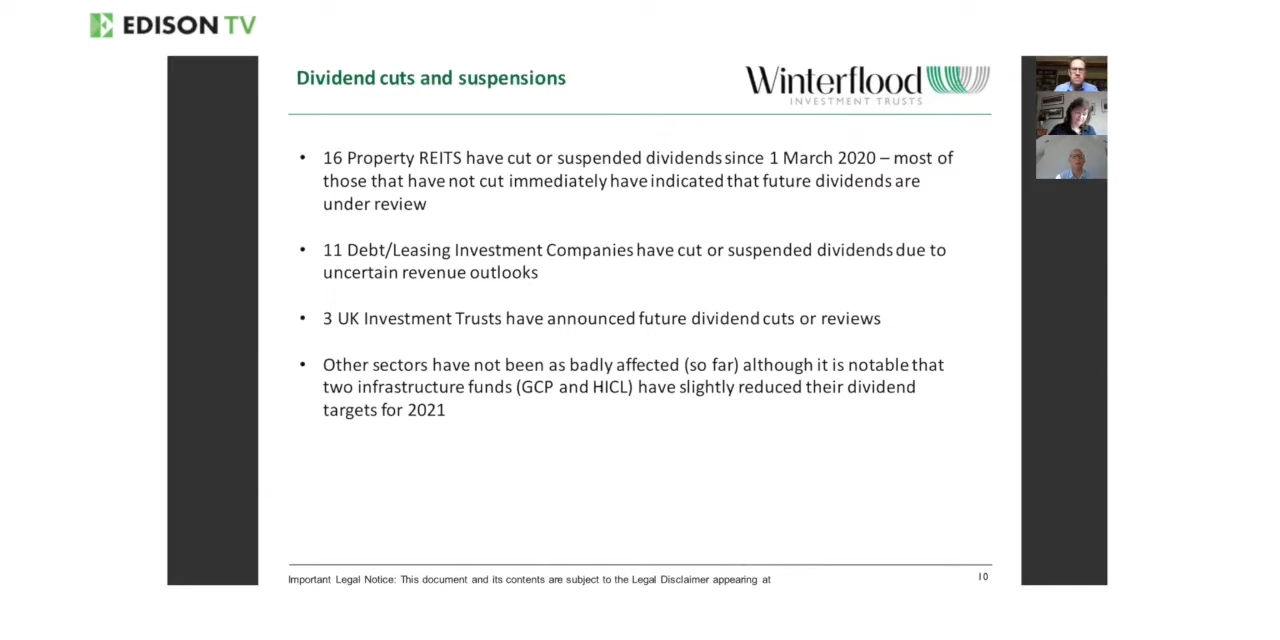 EDISON TV
Dividend cuts and suspensions
Winterflood
INVESTMENT TRUSTS
• 16 Property REITS have cut or suspended dividends since 1 March 2020 – most of
those that have not cut immediately have indicated that future dividends are
under review
• 11 Debt/Leasing Investment Companies have cut or suspended dividends due to
uncertain revenue outlooks
• 3 UK Investment Trusts have announced future dividend cuts or reviews
• Other sectors have not been as badly affected (so far) although it is notable that
two infrastructure funds (GCP and HICL) have slightly reduced their dividend
targets for 2021
Important Legal Notice: This document and its contents are subject to the Legal Disclaimer appearing at
10